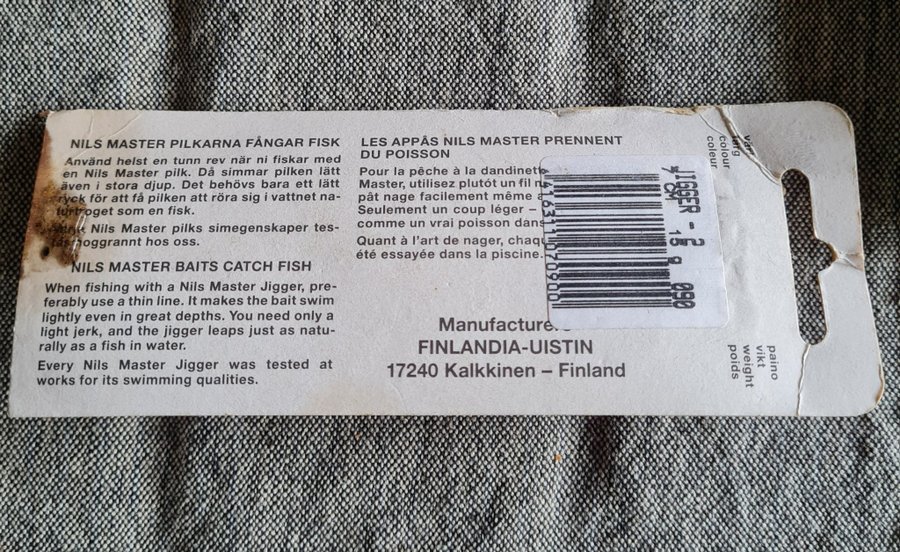 NILS MASTER PILKARNA FÅNGAR FISK
Använd helst en tunn rev när ni fiskar med
en Nils Master pilk. Då simmar pilken lätt
även i stora djup. Det behövs bara ett lätt
ryck för att få pilken att röra sig i vattnet na-
turtroget som en fisk.
Nils Master pilks simegenskaper tes-
noggrannt hos oss.
NILS MASTER BAITS CATCH FISH
When fishing with a Nils Master Jigger, pre-
ferably use a thin line. It makes the bait swim
lightly even in great depths. You need only a
light jerk, and the jigger leaps just as natu-
rally as a fish in water.
Every Nils Master Jigger was tested at
works for its swimming qualities.
LES APPÂS NILS MASTER PRENNENT
DU POISSON
Pour la pêche à la dandinett
Master, utilisez plutót un fil
pât nage facilement même
Seulement un coup léger –
comme un vrai poisson dans
Quant à l'art de nager, chaq
été essayée dans la piscine.
Manufacturers
FINLANDIA-UISTIN
17240 Kalkkinen – Finland
JIGGER - 2
7 CM 15 g 090
väri
färg
colour
couleur
paino
vikt
weight
poids